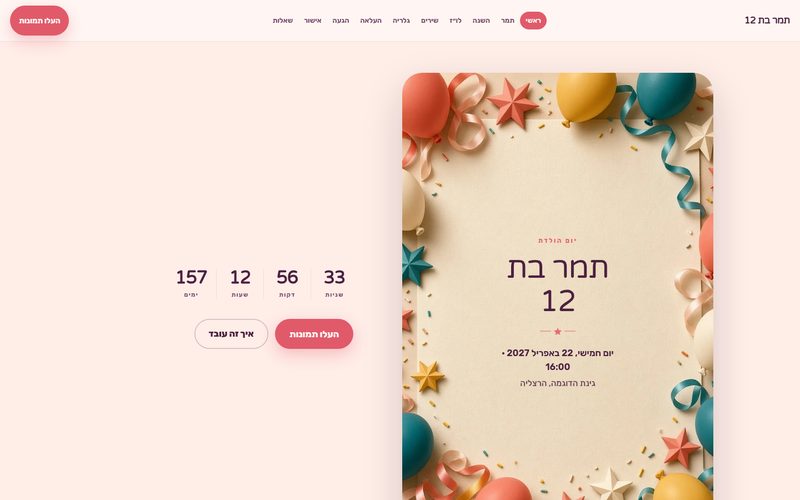 תמר בת 12
ראשי
תמר
השנה
לו״ז
שירים
גלריה
העלאה
הגעה
אישור
שאלות
העלו תמונות
יום הולדת
תמר בת
12
יום חמישי, 22 באפריל 2027 •
16:00
גינת הדוגמה, הרצליה
33
שניות
56
דקות
12
שעות
157
ימים
העלו תמונות
איך זה עובד